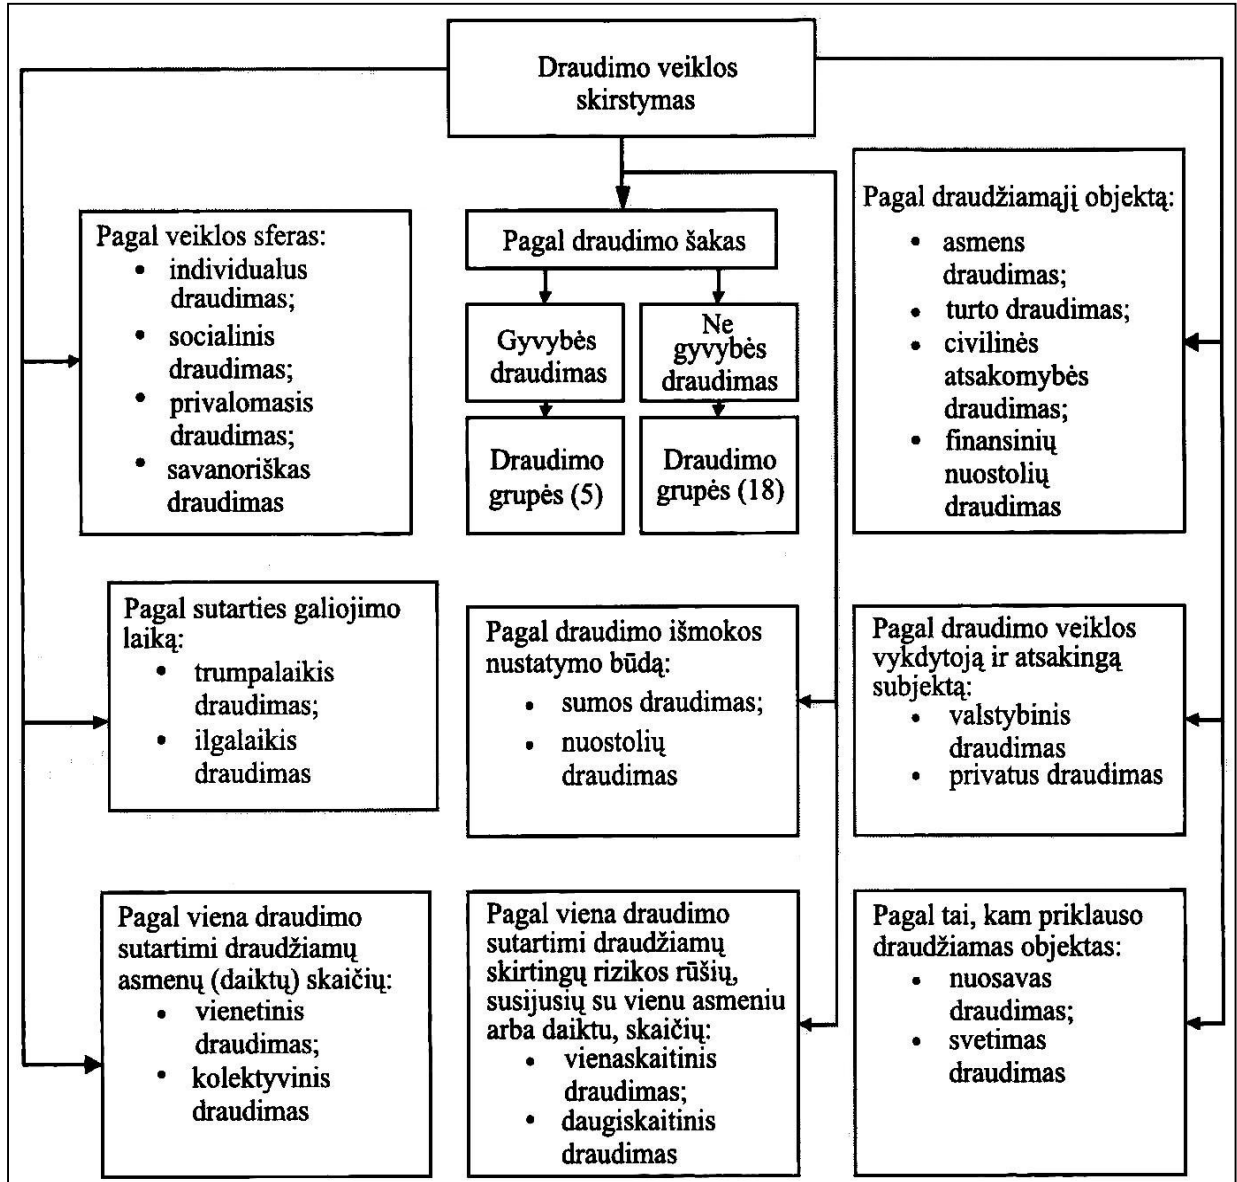 Draudimo veiklos
skirstymas
Pagal veiklos sferas:
• individualus
draudimas;
• socialinis
draudimas;
• privalomasis
draudimas;
• savanoriškas
draudimas
Pagal draudimo šakas
Gyvybės
draudimas
Ne
gyvybės
draudimas
Draudimo
grupės (5)
Draudimo
grupės (18)
Pagal draudžiamąjį objektą:
• asmens
draudimas;
• turto draudimas;
• civilinės
atsakomybės
draudimas;
• finansinių
nuostolių
draudimas
Pagal sutarties galiojimo
laiką:
• trumpalaikis
draudimas;
• ilgalaikis
draudimas
Pagal draudimo išmokos
nustatymo būdą:
• sumos draudimas;
• nuostolių
draudimas
Pagal draudimo veiklos
vykdytoją ir atsakingą
subjektą:
• valstybinis
draudimas
• privatus draudimas
Pagal viena draudimo
sutartimi draudžiamų
asmenų (daiktų) skaičių:
• vienetinis
draudimas;
• kolektyvinis
draudimas
Pagal viena draudimo
sutartimi draudžiamų
skirtingų rizikos rūšių,
susijusių su vienu asmeniu
arba daiktu, skaičių:
• vienaskaitinis
draudimas;
• daugiskaitinis
draudimas
Pagal tai, kam priklauso
draudžiamas objektas:
• nuosavas
draudimas;
• svetimas
draudimas